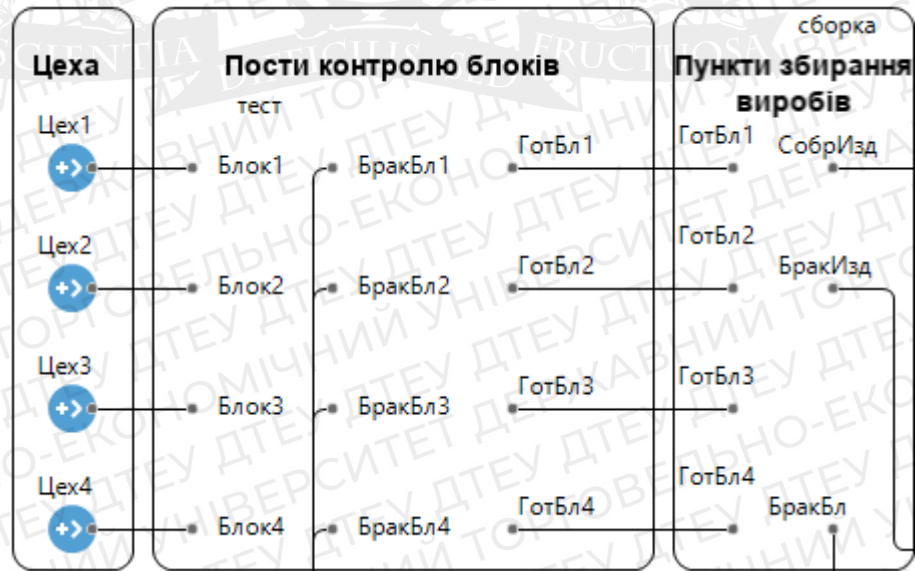 сборка
Цеха
Пости контролю блоків
Пункти збирання
виробів
тест
Цех1
Блок1
БракБл1
ГотБл1
ГотБл1
СобрИзд
Цех2
Блок2
БракБл2
ГотБл2
ГотБл2
БракИзд
Цех3
Блок3
БракБл3
ГотБл3
ГотБл3
Цех4
Блок4
БракБл4
ГотБл4
ГотБл4
БракБл